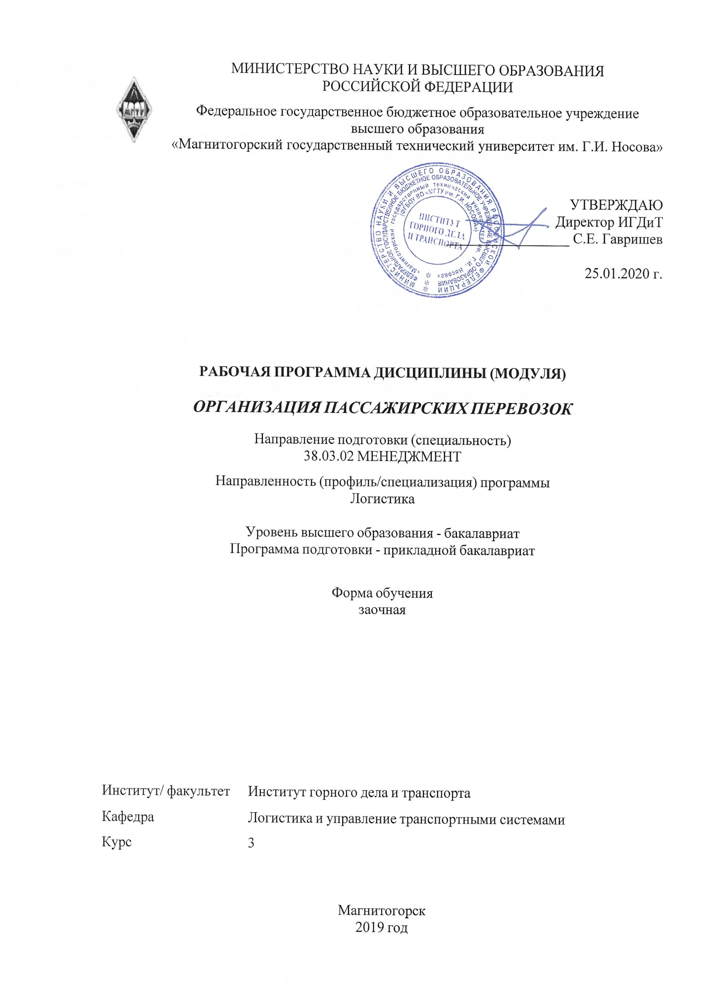 МИНИСТЕРСТВО НАУКИ И ВЫСШЕГО ОБРАЗОВАНИЯ
РОССИЙСКОЙ ФЕДЕРАЦИИ
МГТУ
Федеральное государственное бюджетное образовательное учреждение
высшего образования
«Магнитогорский государственный технический университет им. Г.И. Носова»
МИНИСТЕРСТВО НАУКИ И ВЫСШЕГО ОБРАЗОВАНИЯ РОССИЙСКОЙ ФЕДЕРАЦИИ
ФЕДЕРАЛЬНОЕ ГОСУДАРСТВЕННОЕ БЮДЖЕТНОЕ ОБРАЗОВАТЕЛЬНОЕ УЧРЕЖДЕНИЕ ВЫСШЕГО ОБРАЗОВАНИЯ
«Магнитогорский государственный технический университет им. Г.И. Носова»
(ФГБОУ ВО «МГТУ им. Г.И. НОСОВА»)
ИНСТИТУТ
ГОРНОГО ДЕЛА
И ТРАНСПОРТА
УТВЕРЖДАЮ
Директор ИГДиТ
С.Е. Гавришев
25.01.2020 г.
РАБОЧАЯ ПРОГРАММА ДИСЦИПЛИНЫ (МОДУЛЯ)
ОРГАНИЗАЦИЯ ПАССАЖИРСКИХ ПЕРЕВОЗОК
Направление подготовки (специальность)
38.03.02 МЕНЕДЖМЕНТ
Направленность (профиль/специализация) программы
Логистика
Уровень высшего образования - бакалавриат
Программа подготовки - прикладной бакалавриат
Форма обучения
заочная
Институт/ факультет Институт горного дела и транспорта
Кафедра Логистика и управление транспортными системами
Курс 3
Магнитогорск
2019 год